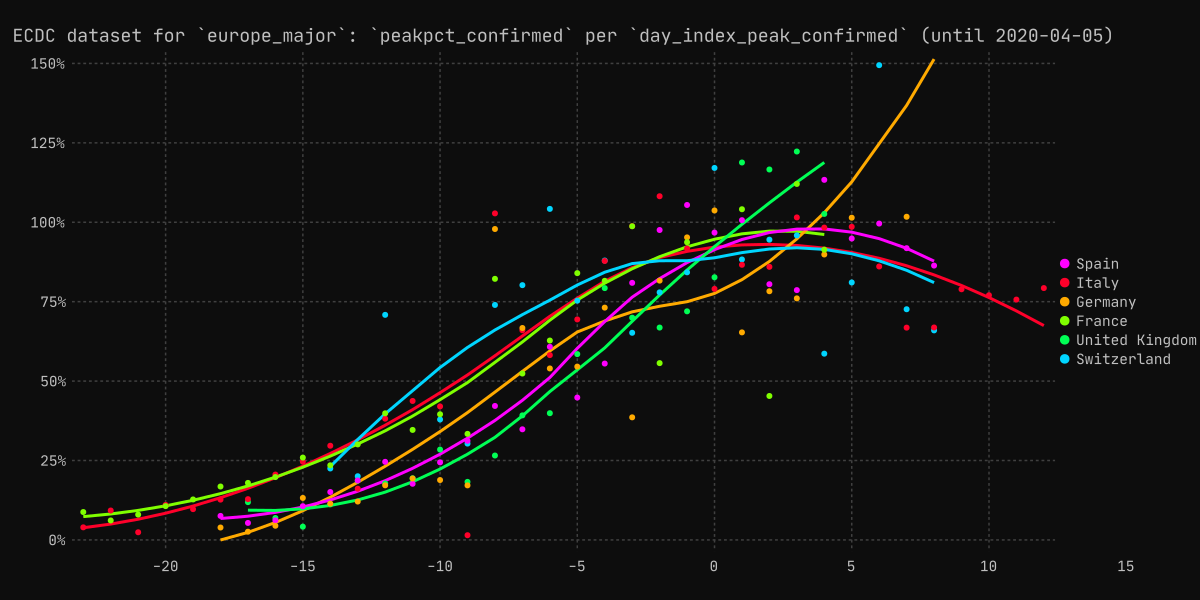 ECDC dataset for `europe_major`: `peakpct_confirmed` per `day_index_peak_confirmed` (until 2020-04-05)
150%
125%
100%
75%
50%
25%
0%
Spain
Italy
Germany
France
United Kingdom
Switzerland
−20 −15 −10 −5 0 5 10 15